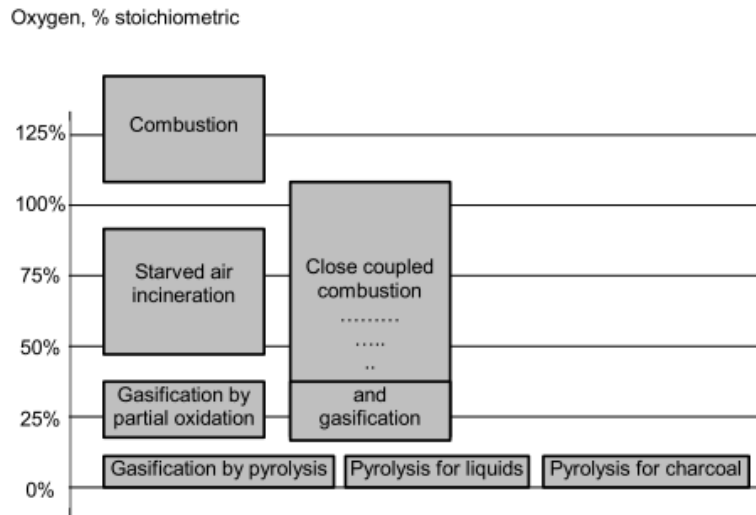 Oxygen, % stoichiometric
125%
Combustion
100%
75%
Starved air
incineration
Close coupled
combustion
………
…..
..
50%
Gasification by
partial oxidation
and
gasification
25%
Gasification by pyrolysis
Pyrolysis for liquids
Pyrolysis for charcoal
0%